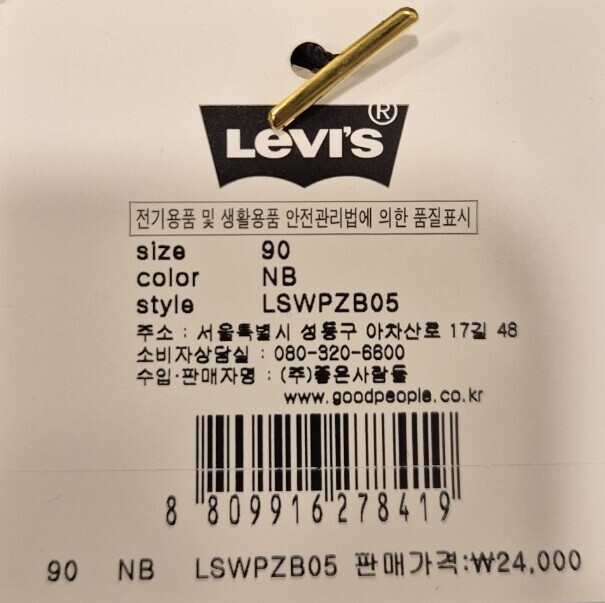 LEVI'S®
전기용품 및 생활용품 안전관리법에 의한 품질표시
size 90
color NB
style LSWPZB05
주소 : 서울특별시 성동구 아차산로 17길 48
소비자상담실 : 080-320-6600
수입·판매자명 : (주)좋은사람들
www.goodpeople.co.kr
8 809916 278419
90 NB LSWPZB05 판매가격:₩24,000